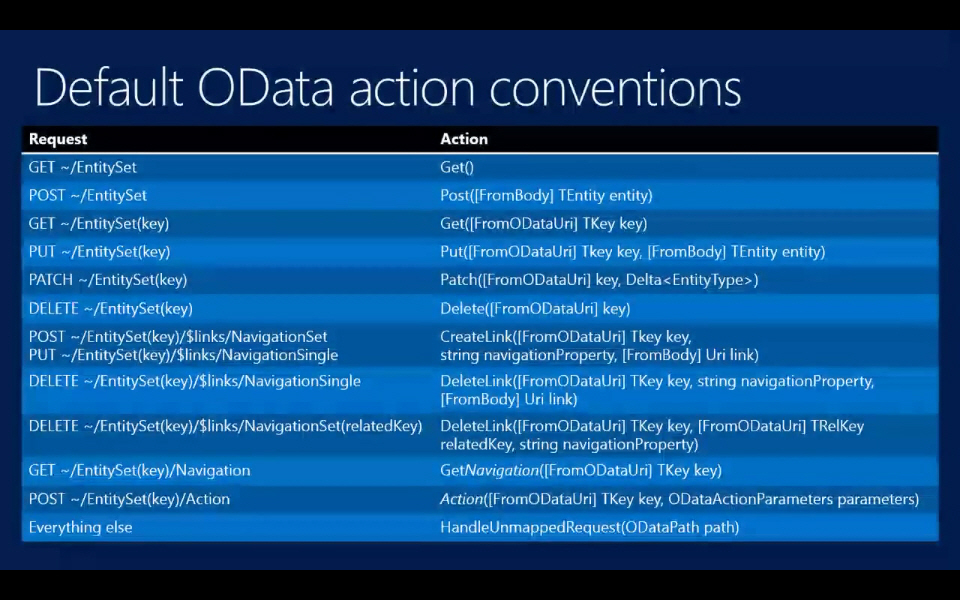 Default OData action conventions
Request Action
GET ~/EntitySet Get()
POST ~/EntitySet Post([FromBody] TEntity entity)
GET ~/EntitySet(key) Get([FromODataUri] TKey key)
PUT ~/EntitySet(key) Put([FromODataUri] Tkey key, [FromBody] TEntity entity)
PATCH ~/EntitySet(key) Patch([FromODataUri] key, Delta<EntityType>)
DELETE ~/EntitySet(key) Delete([FromODataUri] key)
POST ~/EntitySet(key)/$links/NavigationSet CreateLink([FromODataUri] Tkey key,
PUT ~/EntitySet(key)/$links/NavigationSingle string navigationProperty, [FromBody] Uri link)
DELETE ~/EntitySet(key)/$links/NavigationSingle DeleteLink([FromODataUri] TKey key, string navigationProperty,
[FromBody] Uri link)
DELETE ~/EntitySet(key)/$links/NavigationSet(relatedKey) DeleteLink([FromODataUri] TKey key, [FromODataUri] TRelKey
relatedKey, string navigationProperty)
GET ~/EntitySet(key)/Navigation GetNavigation([FromODataUri] TKey key)
POST ~/EntitySet(key)/Action Action([FromODataUri] TKey key, ODataActionParameters parameters)
Everything else HandleUnmappedRequest(ODataPath path)